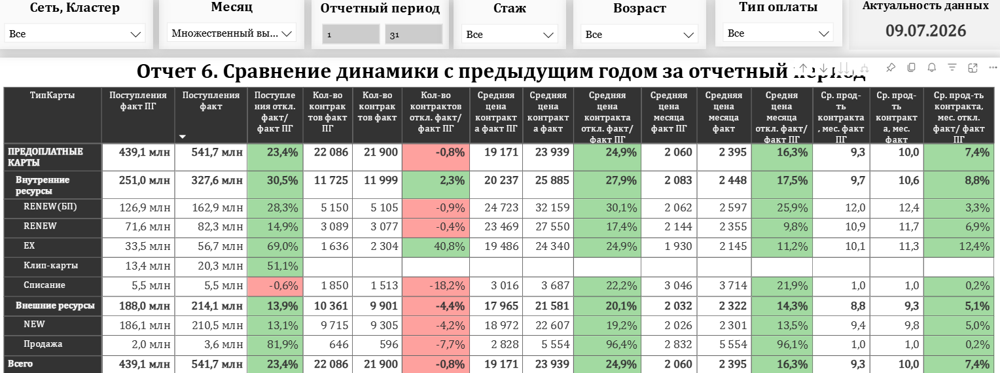 Сеть, Кластер Месяц Отчетный период Стаж Возраст Тип оплаты Актуальность данных
Все Множественный вы... 1 31 Все Все Все 09.07.2026
Отчет 6. Сравнение динамики с предыдущим годом за отчетный период
ТипКарты Поступления факт ПГ Поступления факт Поступле ния откл. факт/ факт ПГ Кол-во контрак тов факт ПГ Кол-во контрак тов факт Кол-во контрактов откл. факт/ факт ПГ Средняя цена контракт а факт ПГ Средняя цена контракт а факт Средняя цена контракта откл. факт/ факт ПГ Средняя цена месяца факт ПГ Средняя цена месяца факт Средня цена месяца откл. факт/ факт ПГ Ср. прод-ть контракта , мес. факт ПГ Ср. прод-ть контракт а, мес. факт Ср. прод-ть контракта, мес. откл. факт/ факт ПГ
ПРЕДОПЛАТНЫЕ КАРТЫ 439,1 млн 541,7 млн 23,4% 22 086 21 900 -0,8% 19 171 23 939 24,9% 2 060 2 395 16,3% 9,3 10,0 7,4%
Внутренние ресурсы 251,0 млн 327,6 млн 30,5% 11 725 11 999 2,3% 20 237 25 885 27,9% 2 083 2 448 17,5% 9,7 10,6 8,8%
RENEW(БП) 126,9 млн 162,9 млн 28,3% 5 150 5 105 -0,9% 24 723 32 159 30,1% 2 062 2 597 25,9% 12,0 12,4 3,3%
RENEW 71,6 млн 82,3 млн 14,9% 3 089 3 077 -0,4% 23 469 27 550 17,4% 2 144 2 355 9,8% 10,9 11,7 6,9%
EX 33,5 млн 56,7 млн 69,0% 1 636 2 304 40,8% 19 486 24 340 24,9% 1 930 2 145 11,2% 10,1 11,3 12,4%
Клип-карты 13,4 млн 20,3 млн 51,1%
Списание 5,5 млн 5,5 млн -0,6% 1 850 1 513 -18,2% 3 016 3 687 22,2% 3 046 3 714 21,9% 1,0 1,0 0,2%
Внешние ресурсы 188,0 млн 214,1 млн 13,9% 10 361 9 901 -4,4% 17 965 21 581 20,1% 2 032 2 322 14,3% 8,8 9,3 5,1%
NEW 186,1 млн 210,5 млн 13,1% 9 715 9 305 -4,2% 18 972 22 607 19,2% 2 026 2 301 13,5% 9,4 9,8 5,0%
Продажа 2,0 млн 3,6 млн 81,9% 646 596 -7,7% 2 828 5 554 96,4% 2 832 5 554 96,1% 1,0 1,0 0,2%
Всего 439,1 млн 541,7 млн 23,4% 22 086 21 900 -0,8% 19 171 23 939 24,9% 2 060 2 395 16,3% 9,3 10,0 7,4%